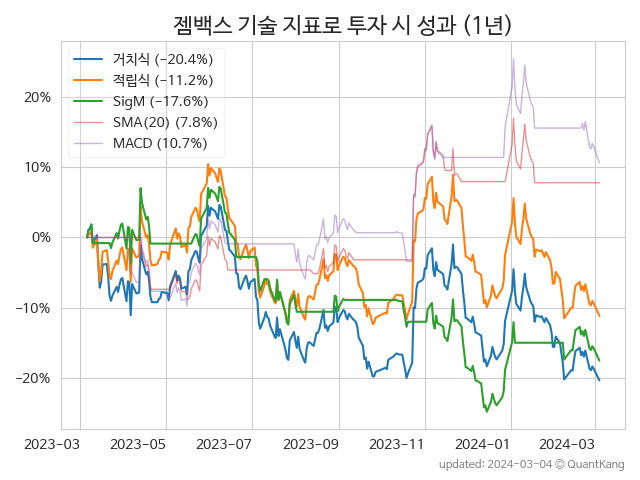 젬백스 기술 지표로 투자 시 성과 (1년)
거치식 (−20.4%)
적립식 (−11.2%)
SigM (−17.6%)
SMA(20) (7.8%)
MACD (10.7%)
20%
10%
0%
−10%
−20%
2023−03 2023−05 2023−07 2023−09 2023−11 2024−01 2024−03
updated: 2024−03−04 ⓒ QuantKang